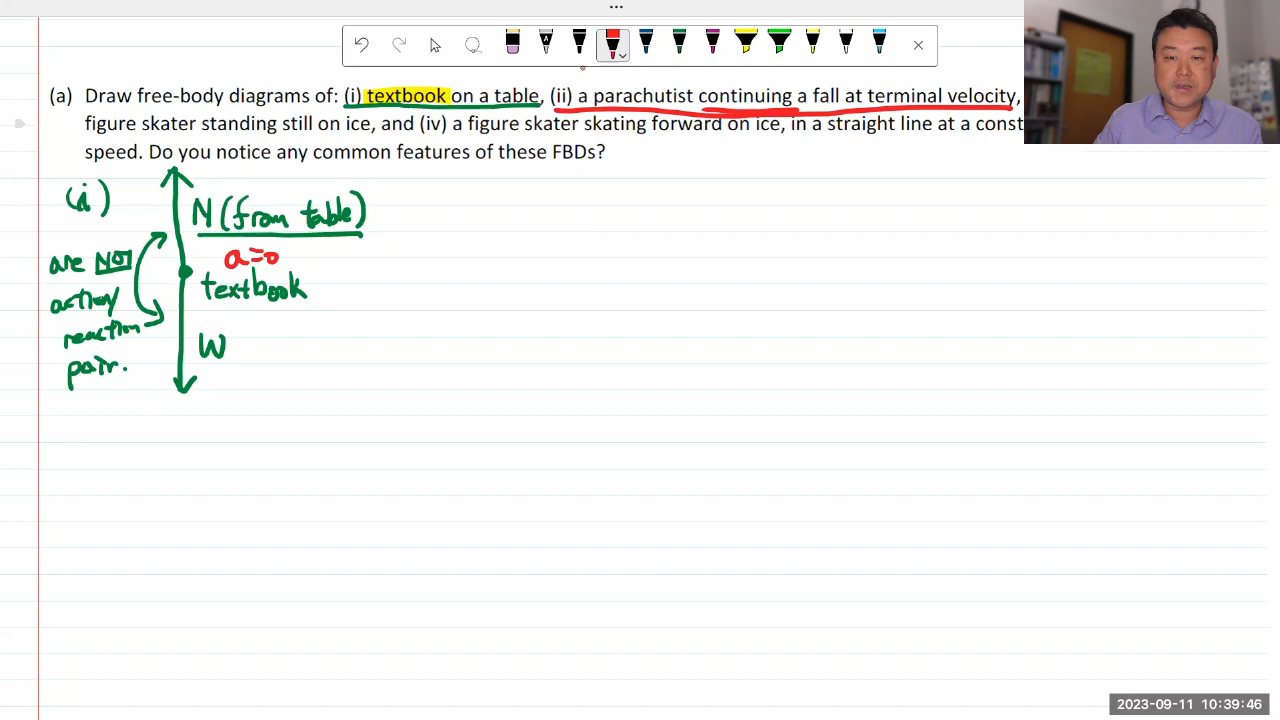 (a) Draw free-body diagrams of: (i) textbook on a table, (ii) a parachutist continuing a fall at terminal velocity,
figure skater standing still on ice, and (iv) a figure skater skating forward on ice, in a straight line at a const
speed. Do you notice any common features of these FBDs?
(i)
N (from table)
a=0
textbook
W
are NOT
action/
reaction
pair.
2023-09-11 10:39:46